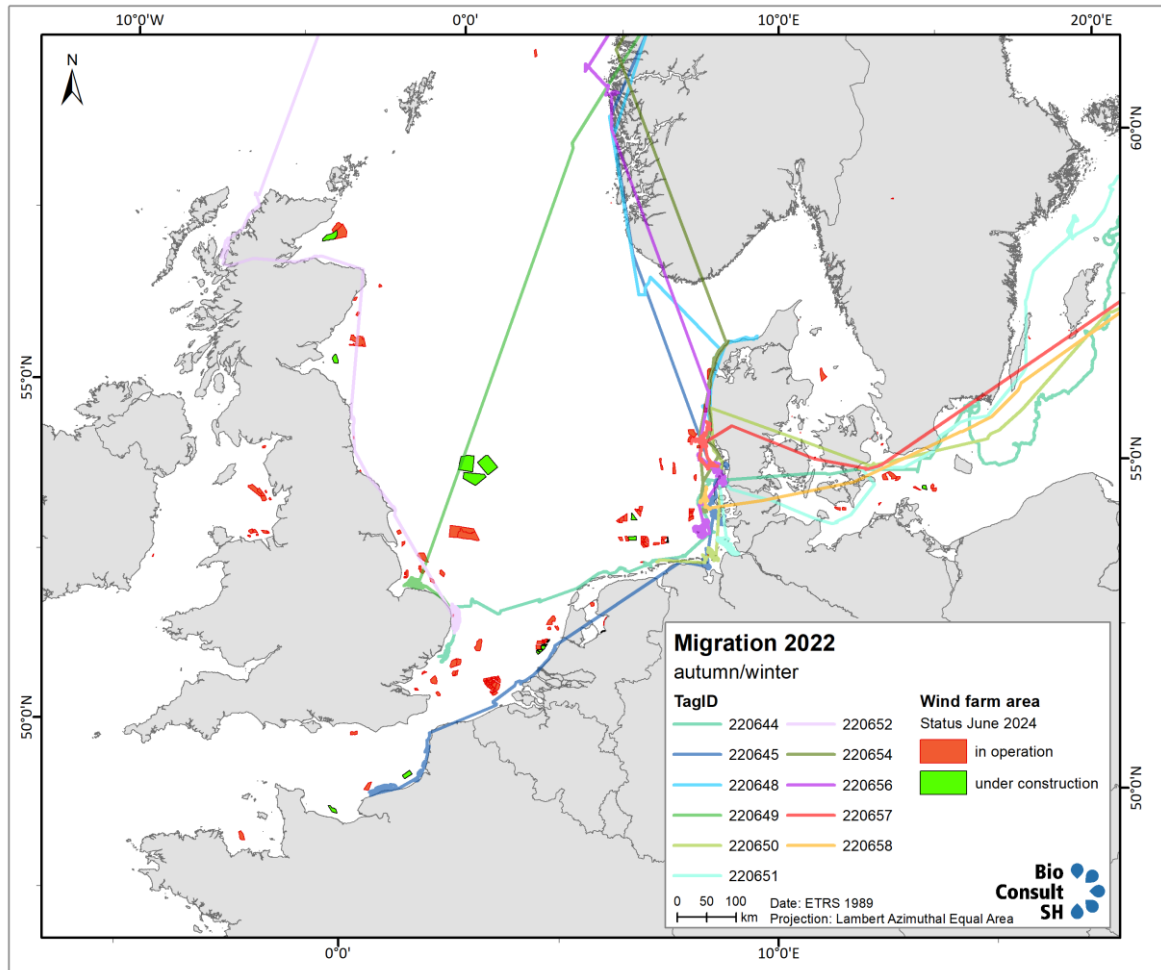 10°0'W 0°0' 10°0'E 20°0'E
N
60°0'N
55°0'N
55°0'N
50°0'N
50°0'N
Migration 2022
autumn/winter
TagID
220644
220645
220648
220649
220650
220651
220652
220654
220656
220657
220658
Wind farm area
Status June 2024
in operation
under construction
0 50 100
km
Date: ETRS 1989
Projection: Lambert Azimuthal Equal Area
Bio
Consult
SH
0°0' 10°0'E